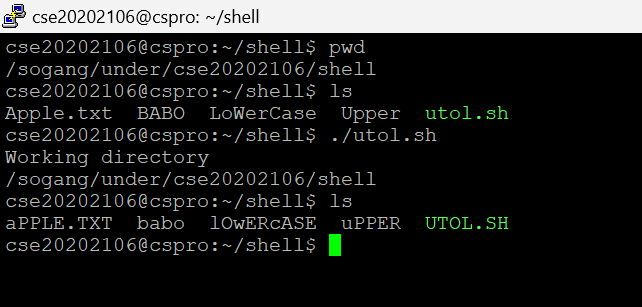 cse20202106@cspro: ~/shell
cse20202106@cspro:~/shell$ pwd
/sogang/under/cse20202106/shell
cse20202106@cspro:~/shell$ ls
Apple.txt  BABO  LoWerCase  Upper  utol.sh
cse20202106@cspro:~/shell$ ./utol.sh
Working directory
/sogang/under/cse20202106/shell
cse20202106@cspro:~/shell$ ls
aPPLE.TXT  babo  lOwERcASE  uPPER  UTOL.SH
cse20202106@cspro:~/shell$